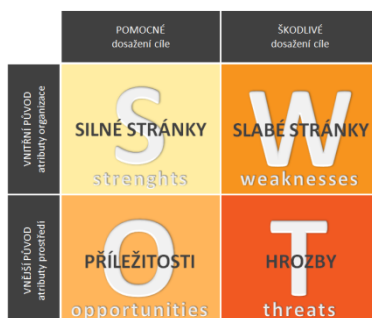 POMOCNÉ
dosažení cíle
ŠKODLIVÉ
dosažení cíle
VNITŘNÍ PŮVOD
atributy organizace
S
SILNÉ STRÁNKY
strenghts
W
SLABÉ STRÁNKY
weaknesses
VNĚJŠÍ PŮVOD
atributy prostředí
O
PŘÍLEŽITOSTI
opportunities
T
HROZBY
threats